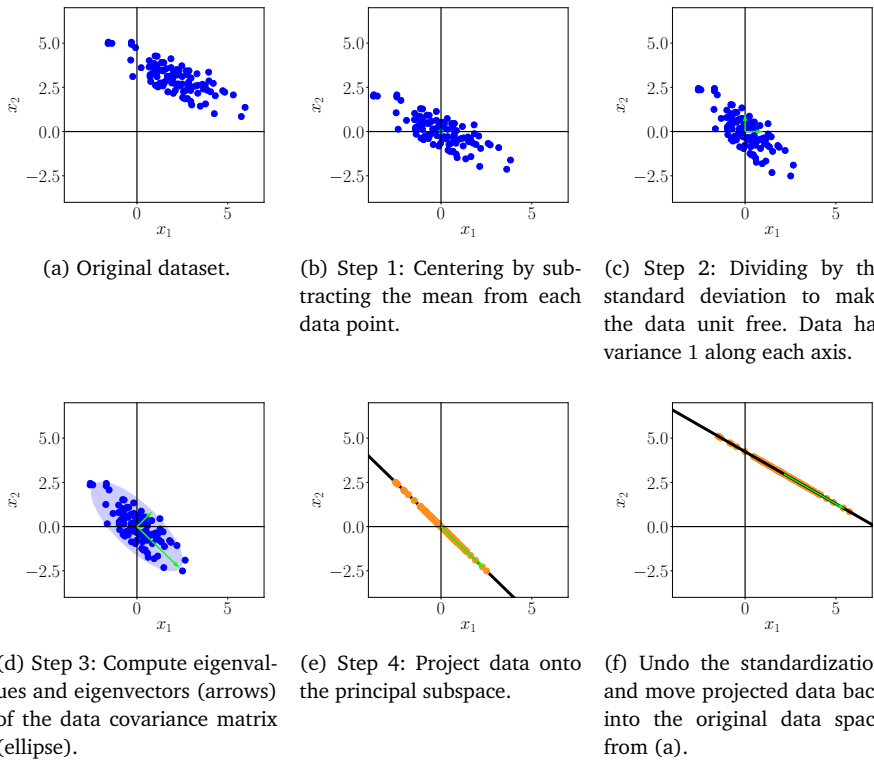 5.0
2.5
0.0
−2.5
x2
0
5
x1
(a) Original dataset.
5.0
2.5
0.0
−2.5
x2
0
5
x1
(b) Step 1: Centering by sub-
tracting the mean from each
data point.
5.0
2.5
0.0
−2.5
x2
0
5
x1
(c) Step 2: Dividing by th
standard deviation to mak
the data unit free. Data ha
variance 1 along each axis.
5.0
2.5
0.0
−2.5
x2
0
5
x1
(d) Step 3: Compute eigenval-
ues and eigenvectors (arrows)
of the data covariance matrix
(ellipse).
5.0
2.5
0.0
−2.5
x2
0
5
x1
(e) Step 4: Project data onto
the principal subspace.
5.0
2.5
0.0
−2.5
x2
0
5
x1
(f) Undo the standardizatio
and move projected data bac
into the original data spac
from (a).